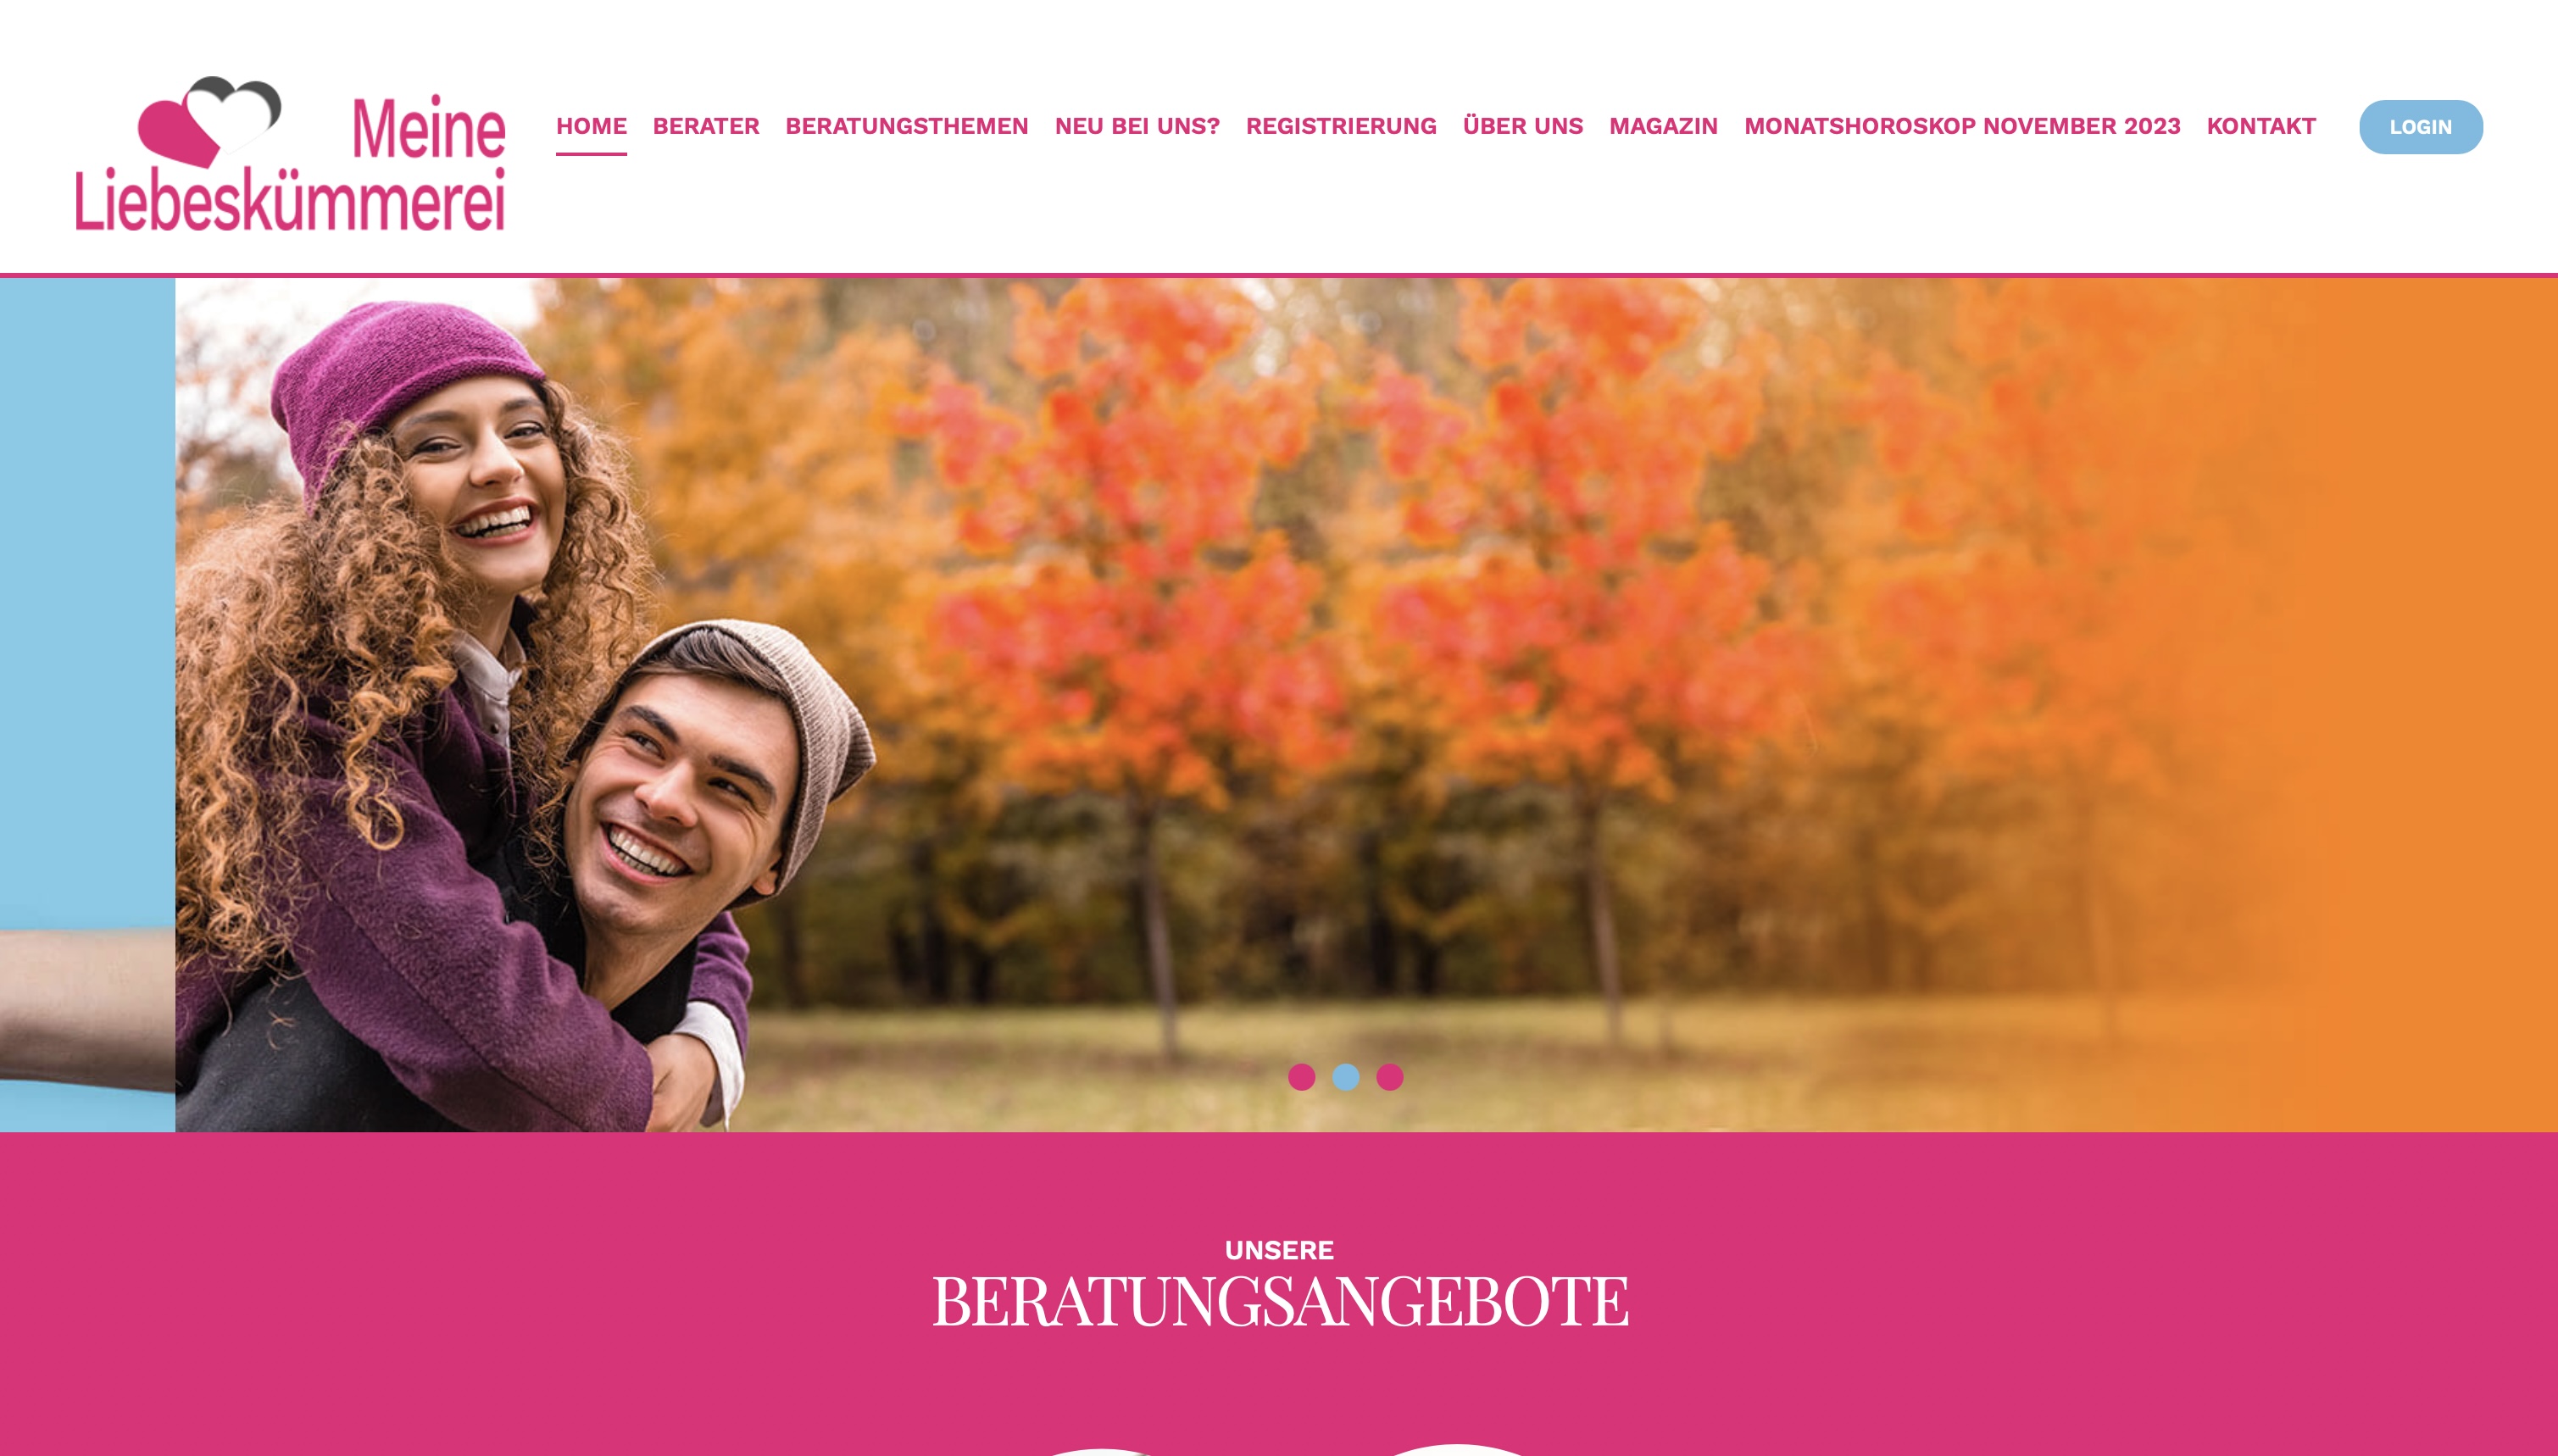 Meine
Liebeskümmerei
HOME BERATER BERATUNGSTHEMEN NEU BEI UNS? REGISTRIERUNG ÜBER UNS MAGAZIN MONATSHOROSKOP NOVEMBER 2023 KONTAKT LOGIN
UNSERE
BERATUNGSANGEBOTE